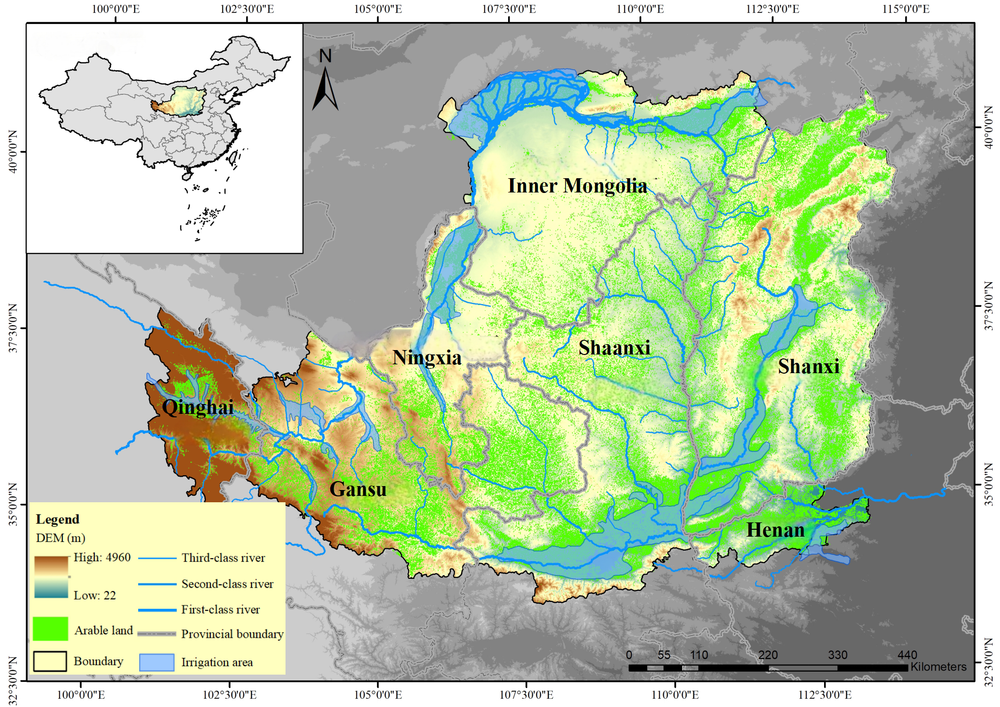 100°0'0"E 102°30'0"E 105°0'0"E 107°30'0"E 110°0'0"E 112°30'0"E 115°0'0"E
N
40°0'0"N
40°0'0"N
Inner Mongolia
37°30'0"N
37°30'0"N
Shaanxi
Ningxia
Shanxi
Qinghai
Gansu
35°0'0"N
35°0'0"N
Henan
Legend
DEM (m)
High: 4960
Low: 22
Arable land
Boundary
Third-class river
Second-class river
First-class river
Provincial boundary
Irrigation area
0 55 110 220 330 440
Kilometers
32°30'0"N
32°30'0"N
100°0'0"E 102°30'0"E 105°0'0"E 107°30'0"E 110°0'0"E 112°30'0"E